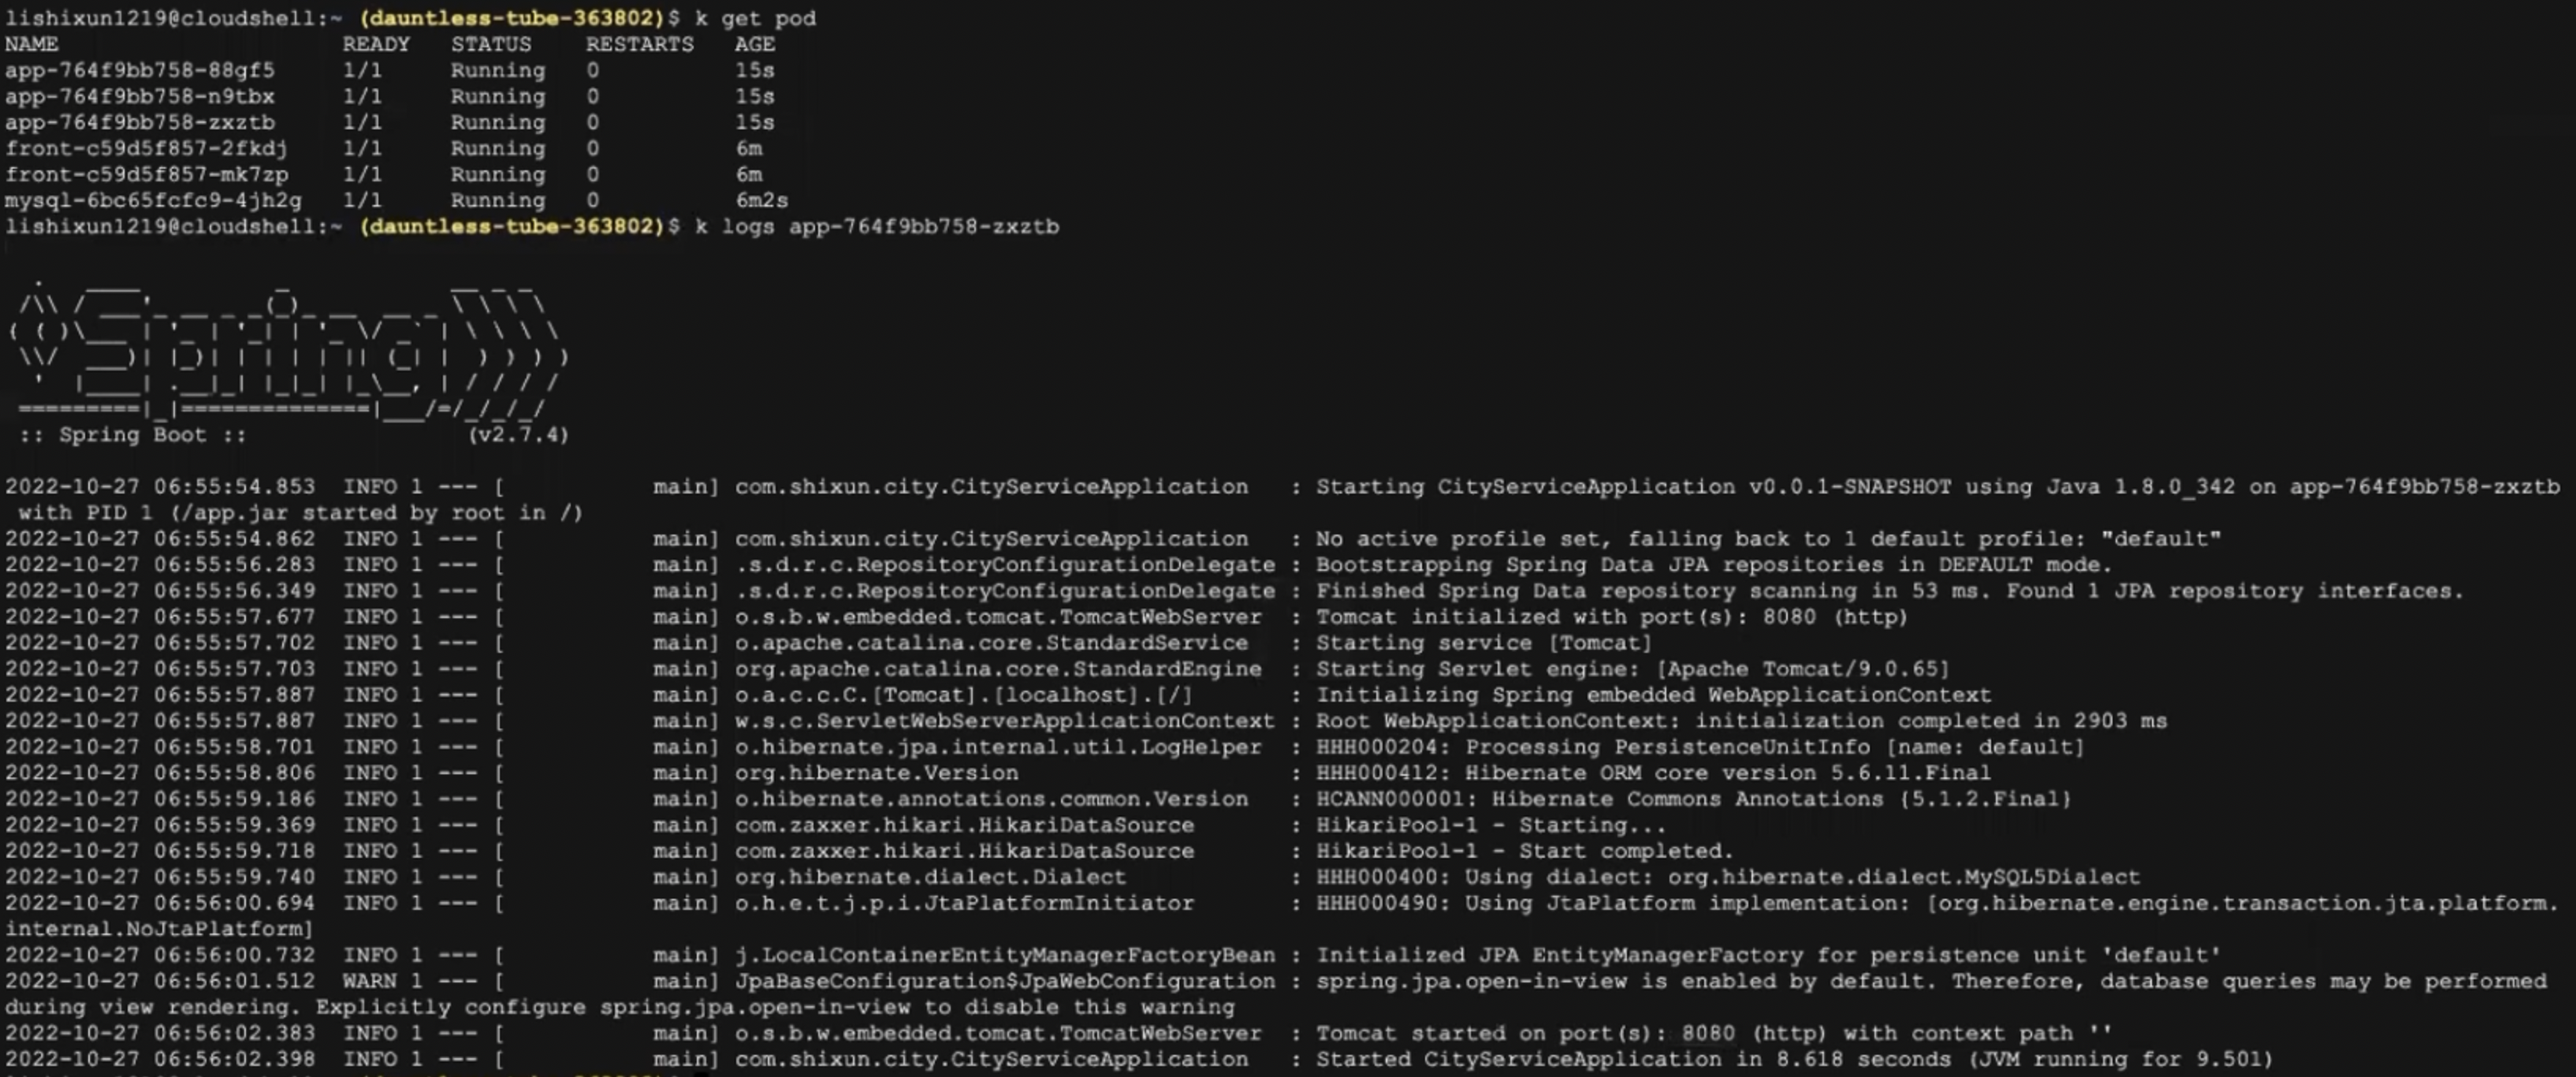 lishixun1219@cloudshell:~ (dauntless-tube-363802)$ k get pod
NAME                     READY   STATUS    RESTARTS   AGE
app-764f9bb758-88gf5     1/1     Running   0          15s
app-764f9bb758-n9tbx     1/1     Running   0          15s
app-764f9bb758-zxztb     1/1     Running   0          15s
front-c59d5f857-2fkdj    1/1     Running   0          6m
front-c59d5f857-mk7zp    1/1     Running   0          6m
mysql-6bc65fcfc9-4jh2g   1/1     Running   0          6m2s
lishixun1219@cloudshell:~ (dauntless-tube-363802)$ k logs app-764f9bb758-zxztb
Spring
:: Spring Boot ::                (v2.7.4)
2022-10-27 06:55:54.853  INFO 1 --- [           main] com.shixun.city.CityServiceApplication   : Starting CityServiceApplication v0.0.1-SNAPSHOT using Java 1.8.0_342 on app-764f9bb758-zxztb
with PID 1 (/app.jar started by root in /)
2022-10-27 06:55:54.862  INFO 1 --- [           main] com.shixun.city.CityServiceApplication   : No active profile set, falling back to 1 default profile: "default"
2022-10-27 06:55:56.283  INFO 1 --- [           main] .s.d.r.c.RepositoryConfigurationDelegate : Bootstrapping Spring Data JPA repositories in DEFAULT mode.
2022-10-27 06:55:56.349  INFO 1 --- [           main] .s.d.r.c.RepositoryConfigurationDelegate : Finished Spring Data repository scanning in 53 ms. Found 1 JPA repository interfaces.
2022-10-27 06:55:57.677  INFO 1 --- [           main] o.s.b.w.embedded.tomcat.TomcatWebServer  : Tomcat initialized with port(s): 8080 (http)
2022-10-27 06:55:57.702  INFO 1 --- [           main] o.apache.catalina.core.StandardService   : Starting service [Tomcat]
2022-10-27 06:55:57.703  INFO 1 --- [           main] org.apache.catalina.core.StandardEngine  : Starting Servlet engine: [Apache Tomcat/9.0.65]
2022-10-27 06:55:57.887  INFO 1 --- [           main] o.a.c.c.C.[Tomcat].[localhost].[/]       : Initializing Spring embedded WebApplicationContext
2022-10-27 06:55:57.887  INFO 1 --- [           main] w.s.c.ServletWebServerApplicationContext : Root WebApplicationContext: initialization completed in 2903 ms
2022-10-27 06:55:58.701  INFO 1 --- [           main] o.hibernate.jpa.internal.util.LogHelper  : HHH000204: Processing PersistenceUnitInfo [name: default]
2022-10-27 06:55:58.806  INFO 1 --- [           main] org.hibernate.Version                    : HHH000412: Hibernate ORM core version 5.6.11.Final
2022-10-27 06:55:59.186  INFO 1 --- [           main] o.hibernate.annotations.common.Version   : HCANN000001: Hibernate Commons Annotations {5.1.2.Final}
2022-10-27 06:55:59.369  INFO 1 --- [           main] com.zaxxer.hikari.HikariDataSource       : HikariPool-1 - Starting...
2022-10-27 06:55:59.718  INFO 1 --- [           main] com.zaxxer.hikari.HikariDataSource       : HikariPool-1 - Start completed.
2022-10-27 06:55:59.740  INFO 1 --- [           main] org.hibernate.dialect.Dialect            : HHH000400: Using dialect: org.hibernate.dialect.MySQL5Dialect
2022-10-27 06:56:00.694  INFO 1 --- [           main] o.h.e.t.j.p.i.JtaPlatformInitiator       : HHH000490: Using JtaPlatform implementation: [org.hibernate.engine.transaction.jta.platform.
internal.NoJtaPlatform]
2022-10-27 06:56:00.732  INFO 1 --- [           main] j.LocalContainerEntityManagerFactoryBean : Initialized JPA EntityManagerFactory for persistence unit 'default'
2022-10-27 06:56:01.512  WARN 1 --- [           main] JpaBaseConfiguration$JpaWebConfiguration : spring.jpa.open-in-view is enabled by default. Therefore, database queries may be performed
during view rendering. Explicitly configure spring.jpa.open-in-view to disable this warning
2022-10-27 06:56:02.383  INFO 1 --- [           main] o.s.b.w.embedded.tomcat.TomcatWebServer  : Tomcat started on port(s): 8080 (http) with context path ''
2022-10-27 06:56:02.398  INFO 1 --- [           main] com.shixun.city.CityServiceApplication   : Started CityServiceApplication in 8.618 seconds (JVM running for 9.501)